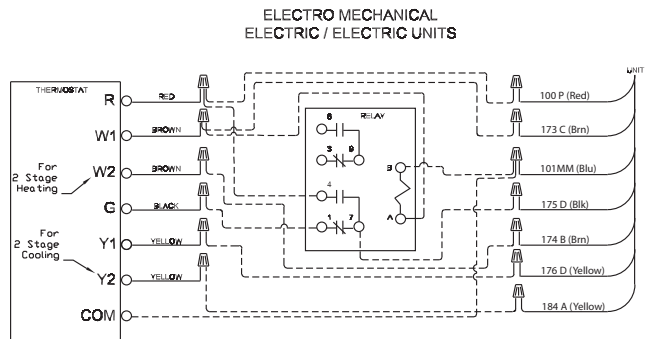 ELECTRO MECHANICAL
ELECTRIC / ELECTRIC UNITS
UNIT
THERMOSTAT
R
RED
100 P (Red)
RELAY
6
W1
BROWN
173 C (Brn)
3
9
For
2 Stage
Heating
W2
BROWN
B
101MM (Blu)
4
G
BLACK
175 D (Blk)
1
7
A
For
2 Stage
Cooling
Y1
YELLOW
174 B (Brn)
Y2
YELLOW
176 D (Yellow)
184 A (Yellow)
COM